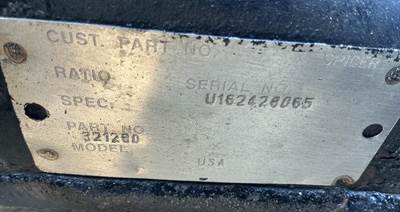 CUST. PART NO.
RATIO
SERIAL NO.
SPEC.
U162426065
PART NO.
321260
MODEL
USA